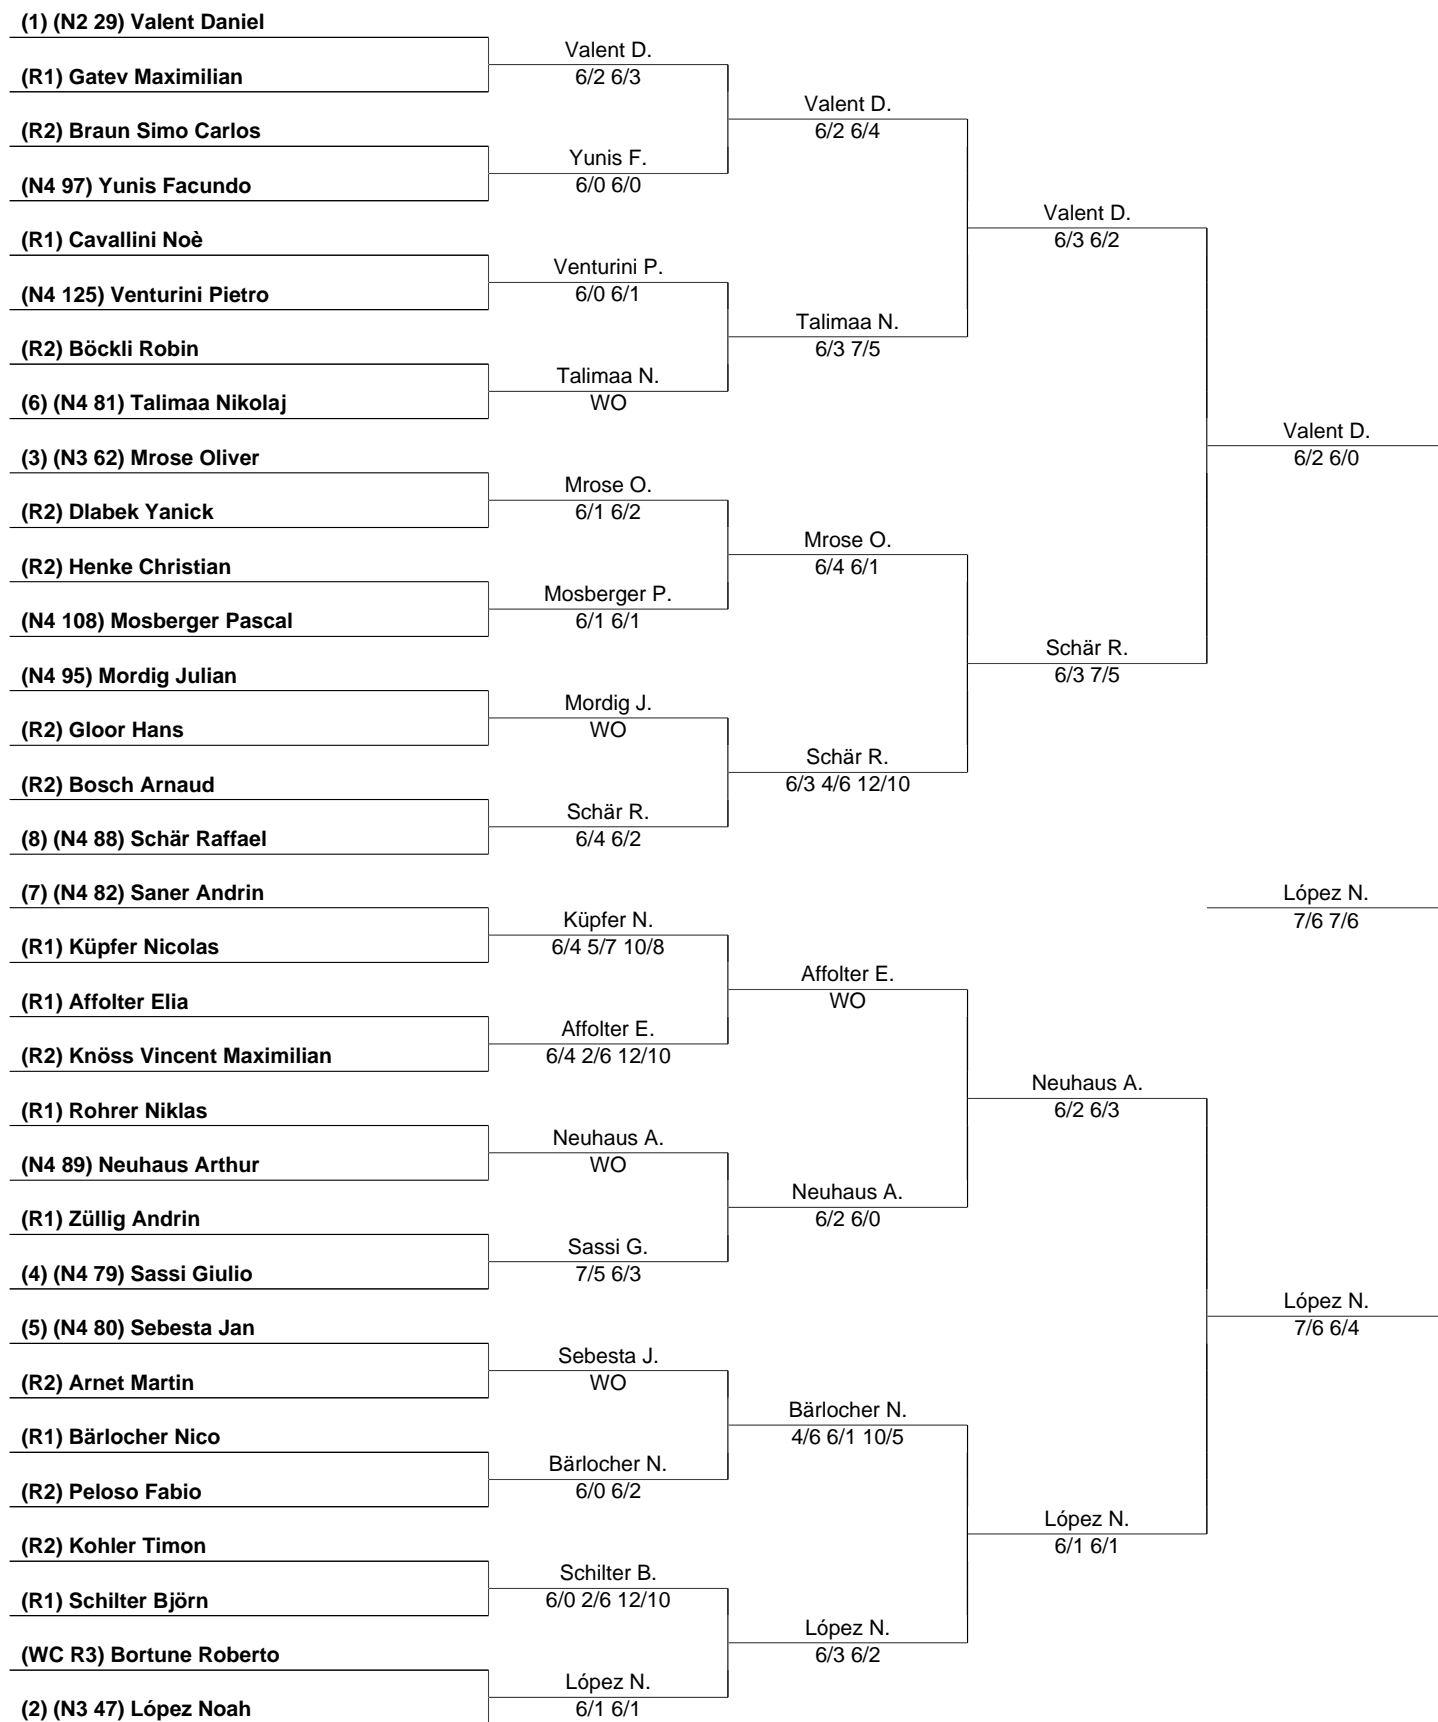 (1) (N2 29) Valent Daniel
Valent D.
(R1) Gatev Maximilian
6/2 6/3
Valent D.
(R2) Braun Simo Carlos
6/2 6/4
Yunis F.
(N4 97) Yunis Facundo
6/0 6/0
Valent D.
(R1) Cavallini Noè
6/3 6/2
Venturini P.
(N4 125) Venturini Pietro
6/0 6/1
Talimaa N.
(R2) Böckli Robin
6/3 7/5
Talimaa N.
(6) (N4 81) Talimaa Nikolaj
WO
Valent D.
(3) (N3 62) Mrose Oliver
6/2 6/0
Mrose O.
(R2) Dlabek Yanick
6/1 6/2
Mrose O.
(R2) Henke Christian
6/4 6/1
Mosberger P.
(N4 108) Mosberger Pascal
6/1 6/1
Schär R.
(N4 95) Mordig Julian
6/3 7/5
Mordig J.
(R2) Gloor Hans
WO
Schär R.
(R2) Bosch Arnaud
6/3 4/6 12/10
Schär R.
(8) (N4 88) Schär Raffael
6/4 6/2
(7) (N4 82) Saner Andrin
López N.
7/6 7/6
Küpfer N.
(R1) Küpfer Nicolas
6/4 5/7 10/8
Affolter E.
(R1) Affolter Elia
WO
Affolter E.
(R2) Knöss Vincent Maximilian
6/4 2/6 12/10
Neuhaus A.
(R1) Rohrer Niklas
6/2 6/3
Neuhaus A.
(N4 89) Neuhaus Arthur
WO
Neuhaus A.
(R1) Züllig Andrin
6/2 6/0
Sassi G.
(4) (N4 79) Sassi Giulio
7/5 6/3
López N.
(5) (N4 80) Sebesta Jan
7/6 6/4
Sebesta J.
(R2) Arnet Martin
WO
Bärlocher N.
(R1) Bärlocher Nico
4/6 6/1 10/5
Bärlocher N.
(R2) Peloso Fabio
6/0 6/2
López N.
(R2) Kohler Timon
6/1 6/1
Schilter B.
(R1) Schilter Björn
6/0 2/6 12/10
López N.
(WC R3) Bortune Roberto
6/3 6/2
López N.
(2) (N3 47) López Noah
6/1 6/1